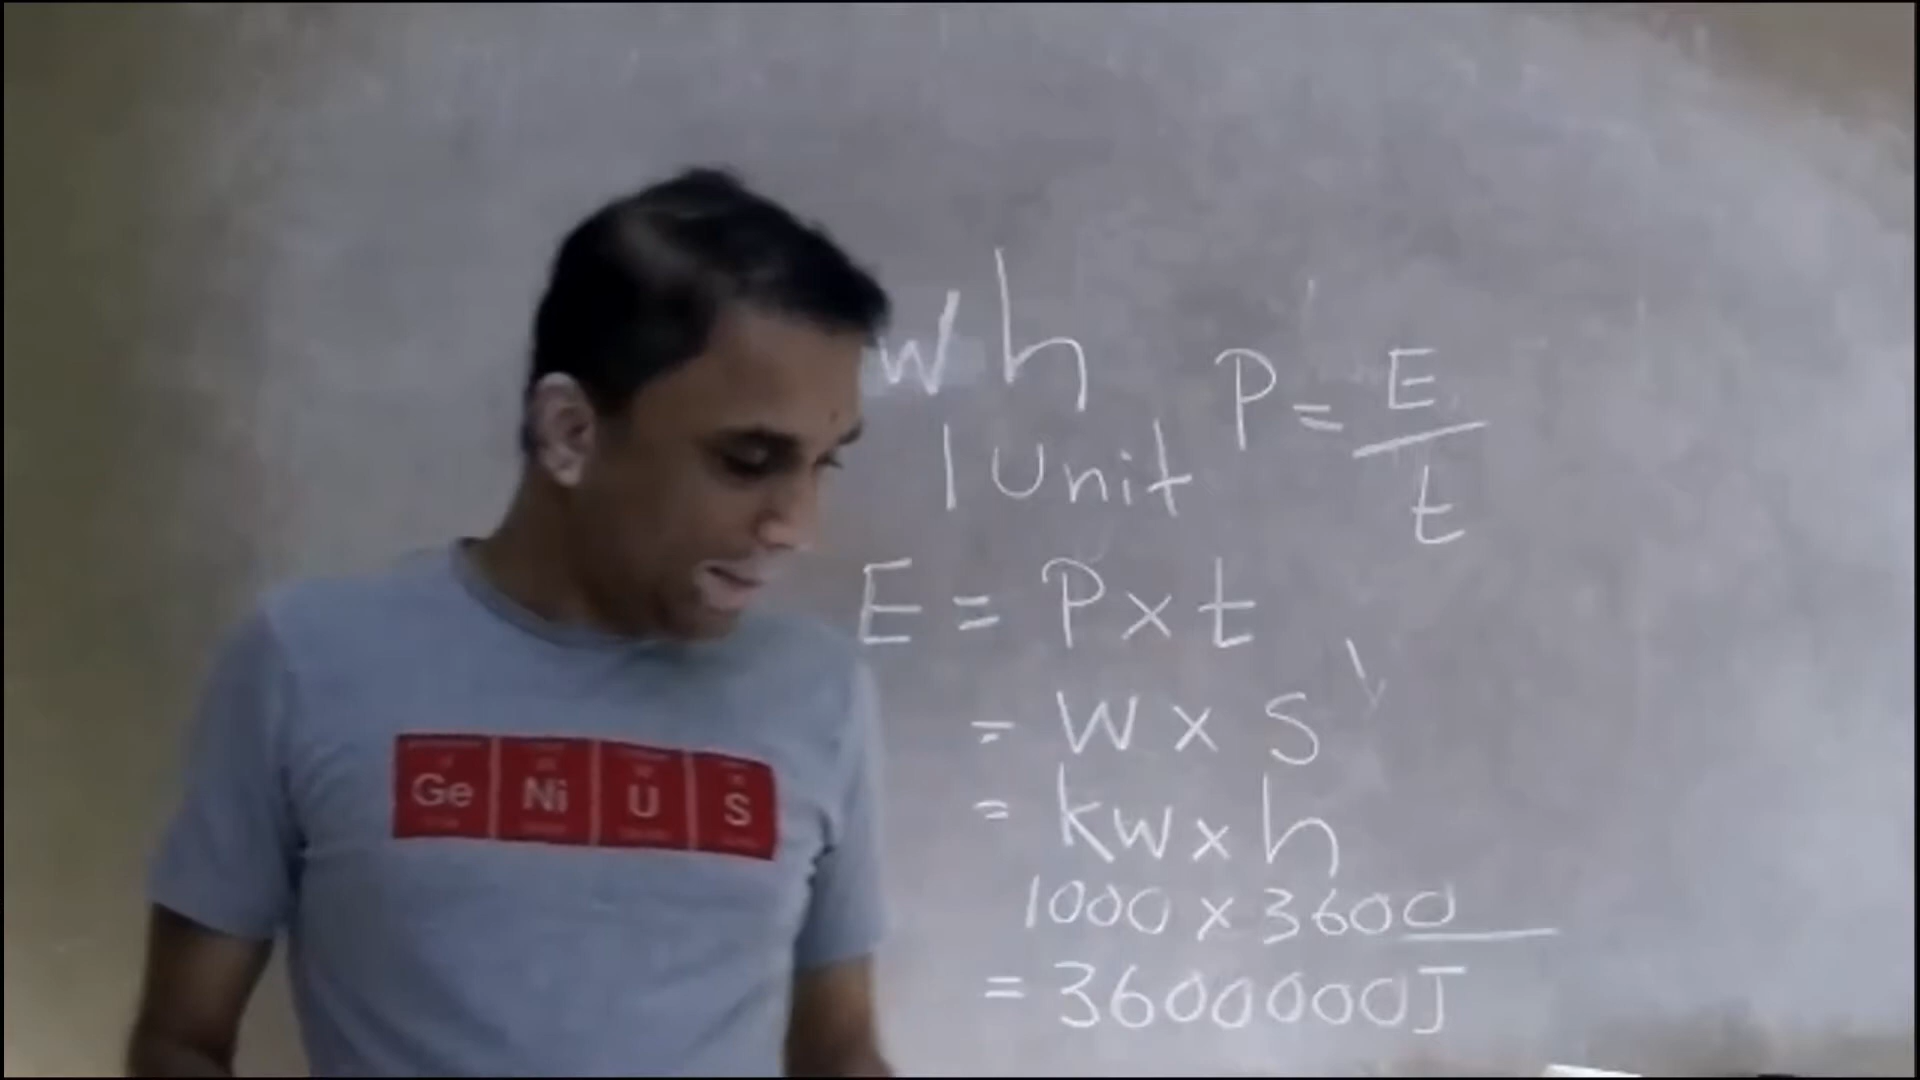 wh
1 Unit
P = E / t
E = P x t
= W x S
= kw x h
1000 x 3600
= 3600000J
Ge Ni U S